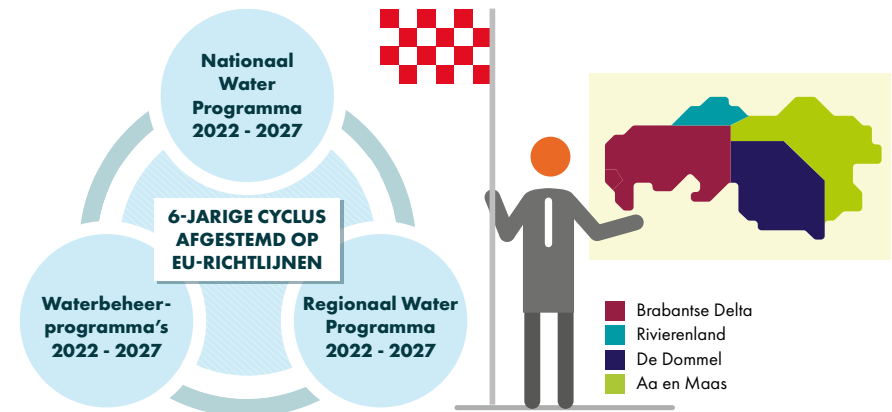 Nationaal
Water
Programma
2022 - 2027
6-JARIGE CYCLUS
AFGESTEMD OP
EU-RICHTLIJNEN
Waterbeheer-
programma's
2022 - 2027
Regionaal Water
Programma
2022 - 2027
Brabantse Delta
Rivierenland
De Dommel
Aa en Maas